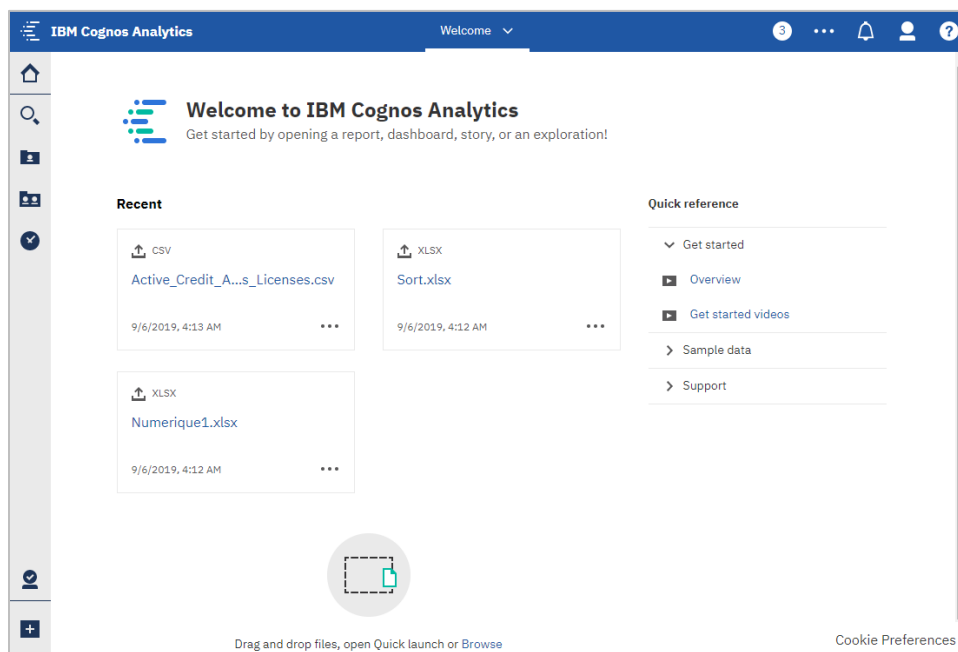 IBM Cognos Analytics
Welcome
3
?
Welcome to IBM Cognos Analytics
Get started by opening a report, dashboard, story, or an exploration!
Recent
Quick reference
CSV
Active_Credit_A...s_Licenses.csv
9/6/2019, 4:13 AM
XLSX
Sort.xlsx
9/6/2019, 4:12 AM
Get started
Overview
Get started videos
Sample data
Support
XLSX
Numerique1.xlsx
9/6/2019, 4:12 AM
Drag and drop files, open Quick launch or Browse
Cookie Preferences